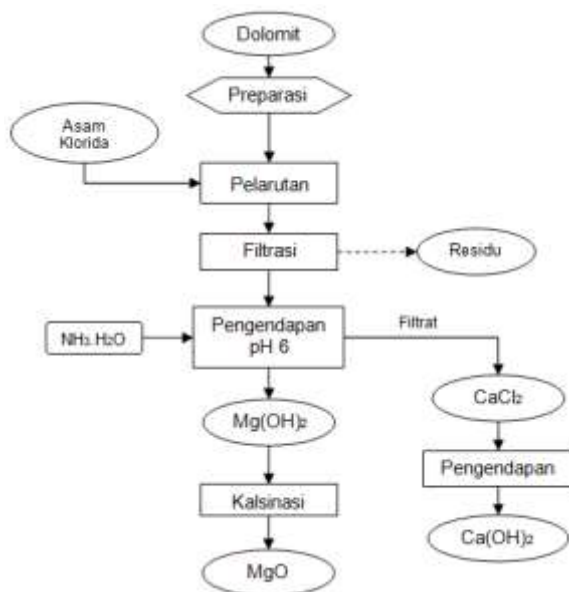 Dolomit
Preparasi
Asam
Klorida
Pelarutan
Filtrasi
Residu
NH₃.H₂O
Pengendapan
pH 6
Filtrat
CaCl₂
Mg(OH)₂
Pengendapan
Kalsinasi
Ca(OH)₂
MgO